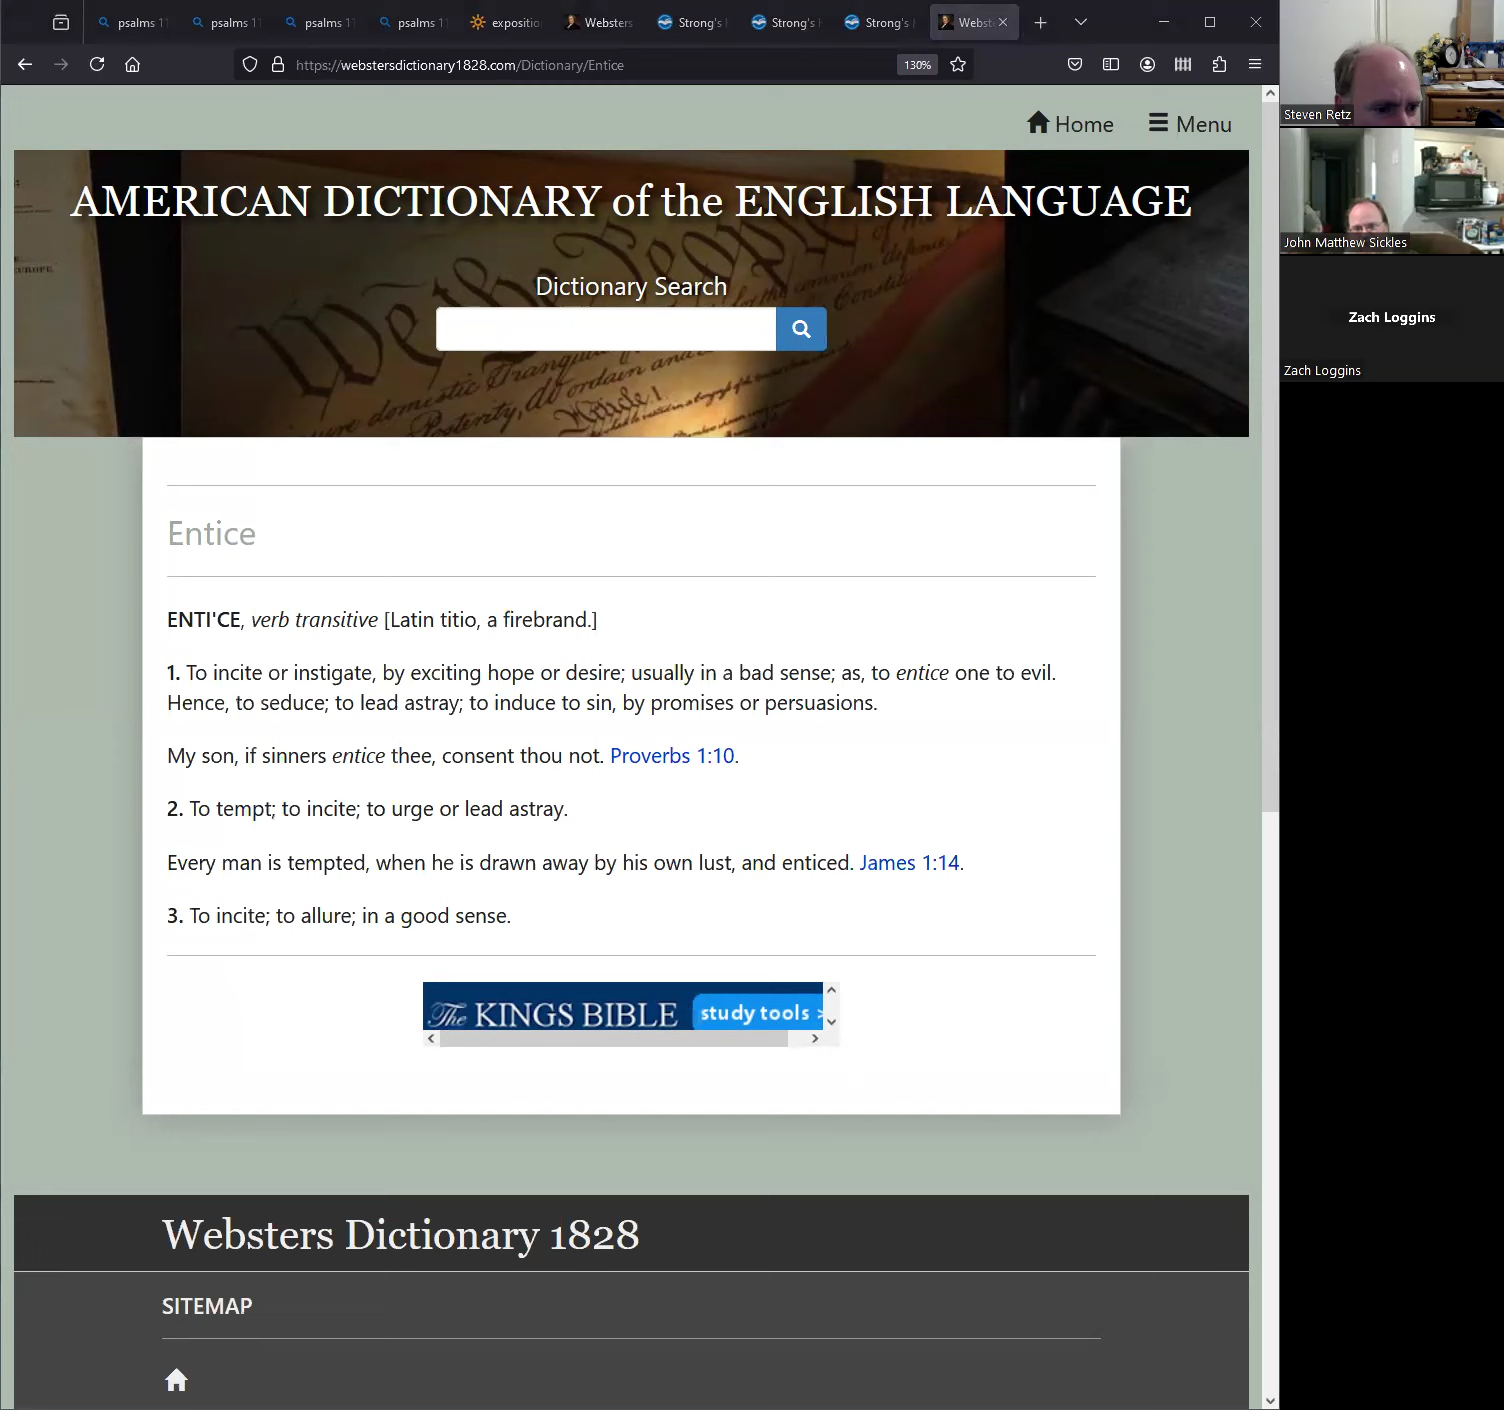 psalms 1
psalms 1
psalms 1
psalms 1
expositio
Websters
Strong's
Strong's
Strong's
Webst
https://webstersdictionary1828.com/Dictionary/Entice
130%
Home
Menu
AMERICAN DICTIONARY of the ENGLISH LANGUAGE
Dictionary Search
Entice
ENTI'CE, verb transitive [Latin titio, a firebrand.]
1. To incite or instigate, by exciting hope or desire; usually in a bad sense; as, to entice one to evil.
Hence, to seduce; to lead astray; to induce to sin, by promises or persuasions.
My son, if sinners entice thee, consent thou not. Proverbs 1:10.
2. To tempt; to incite; to urge or lead astray.
Every man is tempted, when he is drawn away by his own lust, and enticed. James 1:14.
3. To incite; to allure; in a good sense.
The KINGS BIBLE study tools >
Websters Dictionary 1828
SITEMAP
Steven Retz
John Matthew Sickles
Zach Loggins
Zach Loggins